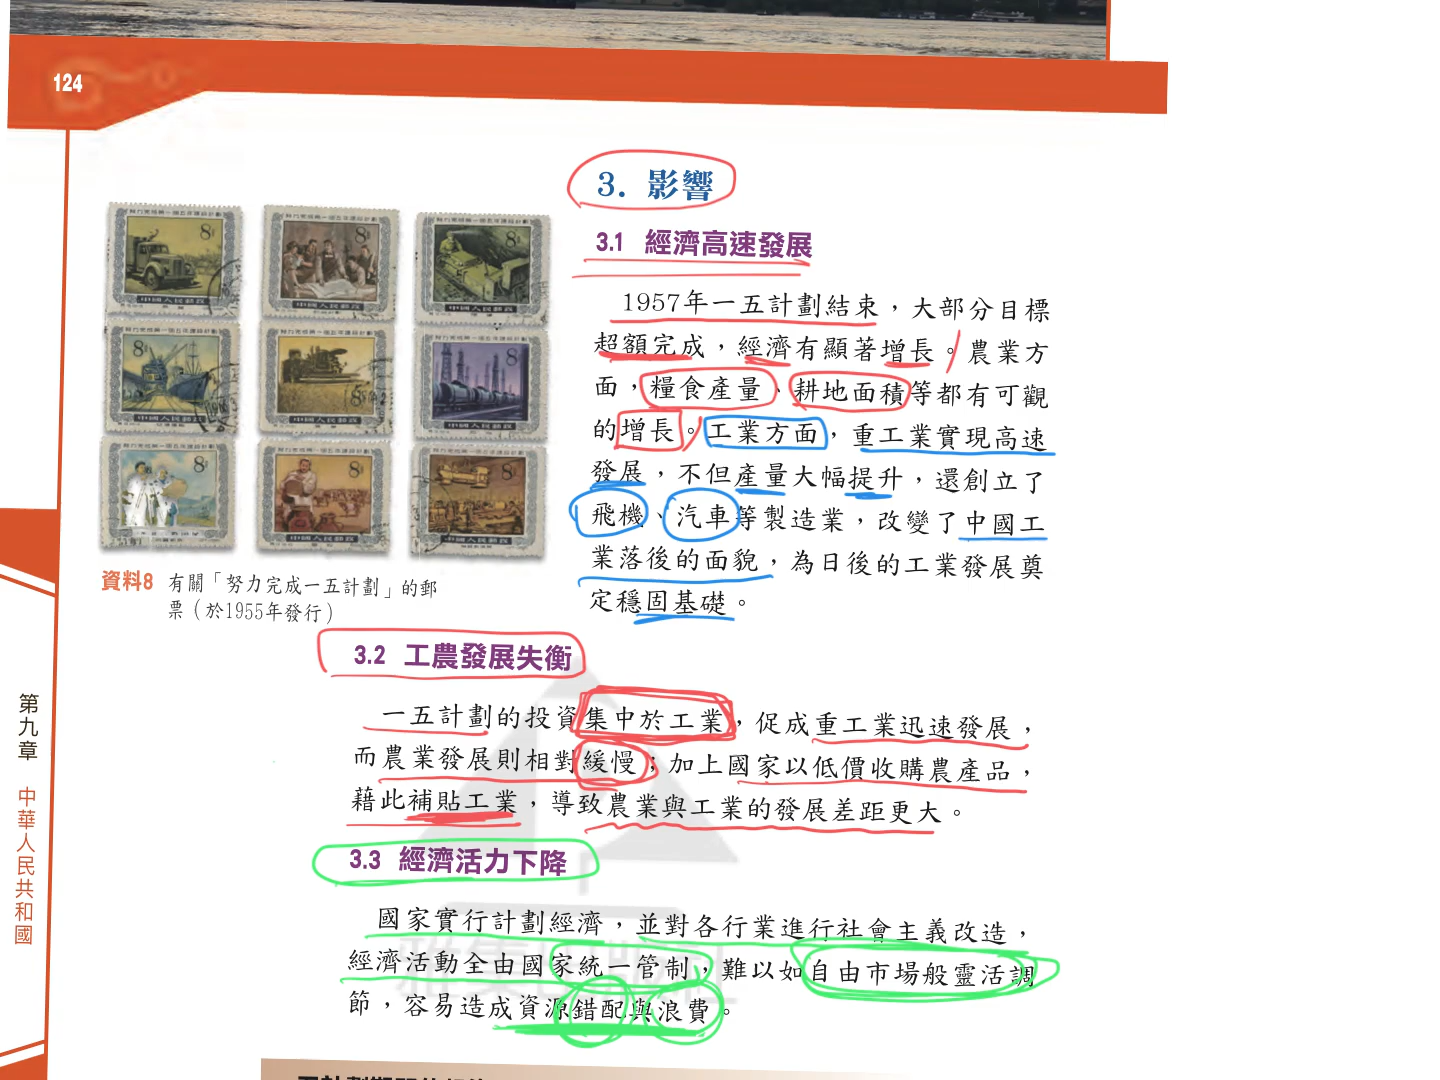 124
3. 影響
3.1 經濟高速發展
1957年一五計劃結束，大部分目標
超額完成，經濟有顯著增長。農業方
面，糧食產量、耕地面積等都有可觀
的增長。工業方面，重工業實現高速
發展，不但產量大幅提升，還創立了
飛機、汽車等製造業，改變了中國工
業落後的面貌，為日後的工業發展奠
定穩固基礎。
資料8 有關「努力完成一五計劃」的郵
票（於1955年發行）
3.2 工農發展失衡
一五計劃的投資集中於工業，促成重工業迅速發展，
而農業發展則相對緩慢；加上國家以低價收購農產品，
藉此補貼工業，導致農業與工業的發展差距更大。
3.3 經濟活力下降
國家實行計劃經濟，並對各行業進行社會主義改造，
經濟活動全由國家統一管制，難以如自由市場般靈活調
節，容易造成資源錯配與浪費。
第九章 中華人民共和國
雅集出版社